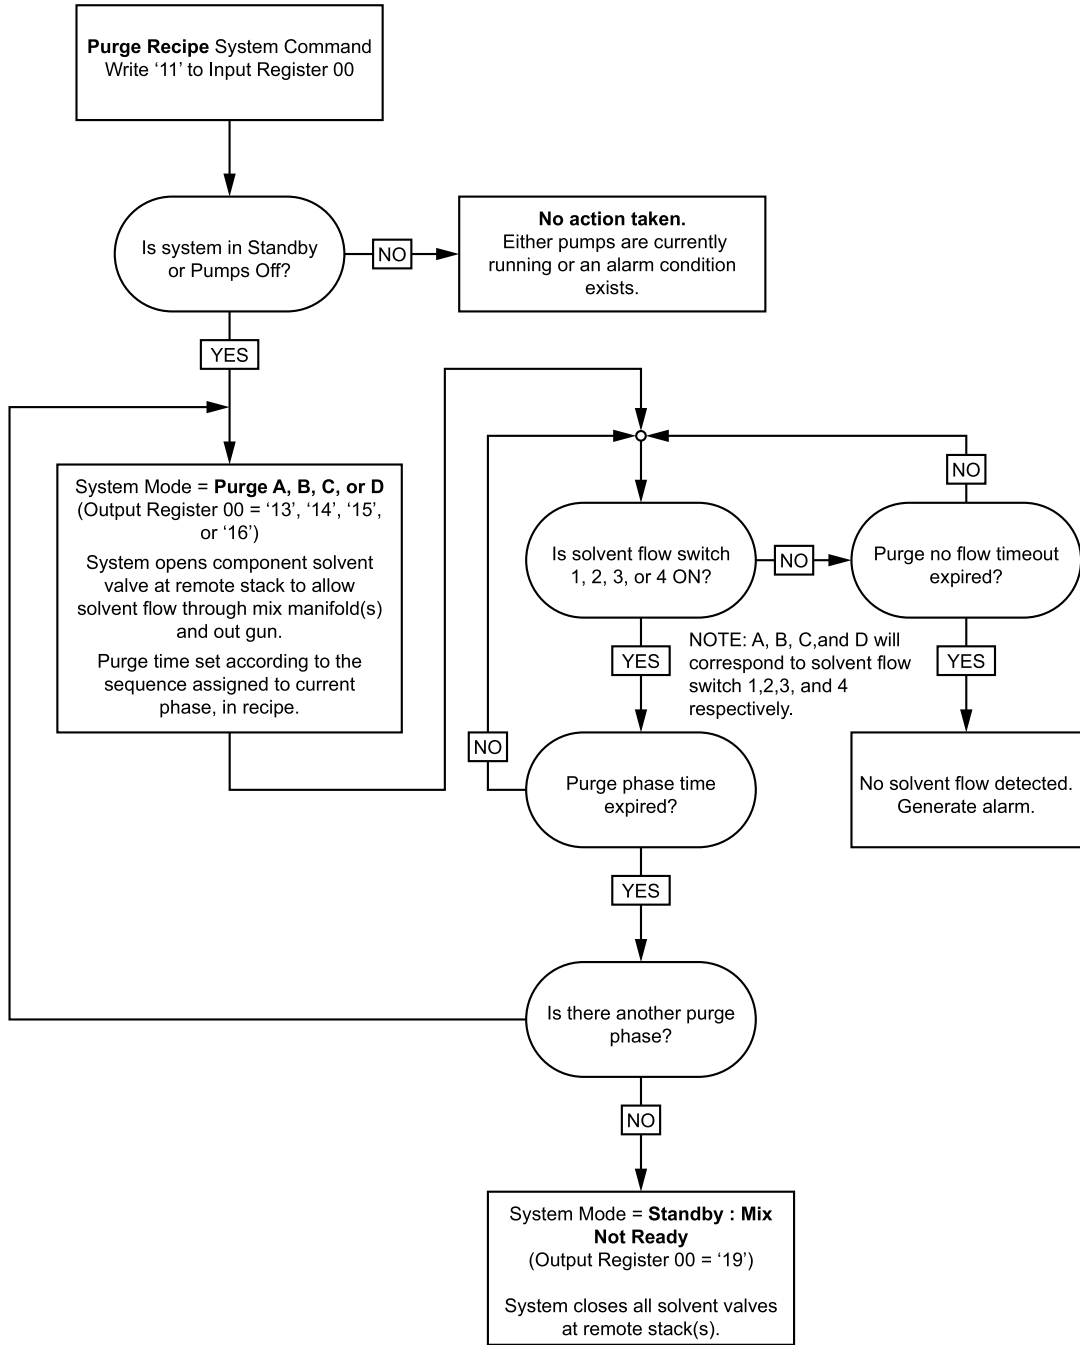 Purge Recipe System Command
Write ‘11’ to Input Register 00
Is system in Standby
or Pumps Off?
NO
No action taken.
Either pumps are currently
running or an alarm condition
exists.
YES
System Mode = Purge A, B, C, or D
(Output Register 00 = ‘13’, ‘14’, ‘15’,
or ‘16’)
System opens component solvent
valve at remote stack to allow
solvent flow through mix manifold(s)
and out gun.
Purge time set according to the
sequence assigned to current
phase, in recipe.
Is solvent flow switch
1, 2, 3, or 4 ON?
NO
Purge no flow timeout
expired?
NO
YES
NOTE: A, B, C,and D will
correspond to solvent flow
switch 1,2,3, and 4
respectively.
YES
No solvent flow detected.
Generate alarm.
NO
Purge phase time
expired?
YES
Is there another purge
phase?
NO
System Mode = Standby : Mix
Not Ready
(Output Register 00 = ‘19’)
System closes all solvent valves
at remote stack(s).